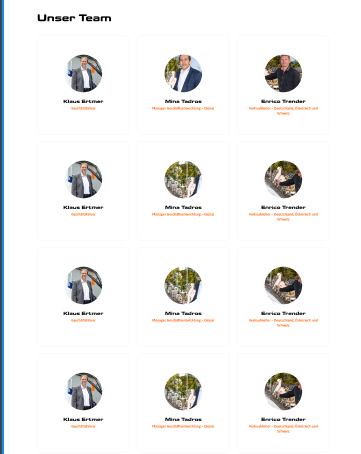 Unser Team
Klaus Ertmer
Geschäftsführer
Mina Tadros
Manager Geschäftsentwicklung - Global
Enrico Trender
Verkaufsleiter - Deutschland, Österreich und
Schweiz
Klaus Ertmer
Geschäftsführer
Mina Tadros
Manager Geschäftsentwicklung - Global
Enrico Trender
Verkaufsleiter - Deutschland, Österreich und
Schweiz
Klaus Ertmer
Geschäftsführer
Mina Tadros
Manager Geschäftsentwicklung - Global
Enrico Trender
Verkaufsleiter - Deutschland, Österreich und
Schweiz
Klaus Ertmer
Geschäftsführer
Mina Tadros
Manager Geschäftsentwicklung - Global
Enrico Trender
Verkaufsleiter - Deutschland, Österreich und
Schweiz